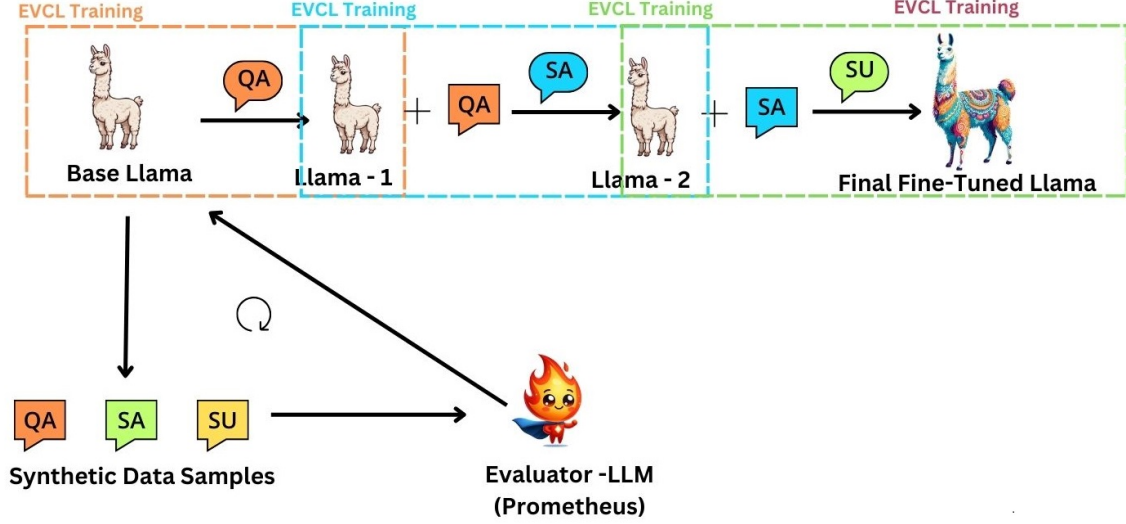 EVCL Training
EVCL Training
EVCL Training
EVCL Training
QA
SA
SU
+
QA
+
SA
Base Llama
Llama - 1
Llama - 2
Final Fine-Tuned Llama
QA
SA
SU
Synthetic Data Samples
Evaluator -LLM
(Prometheus)